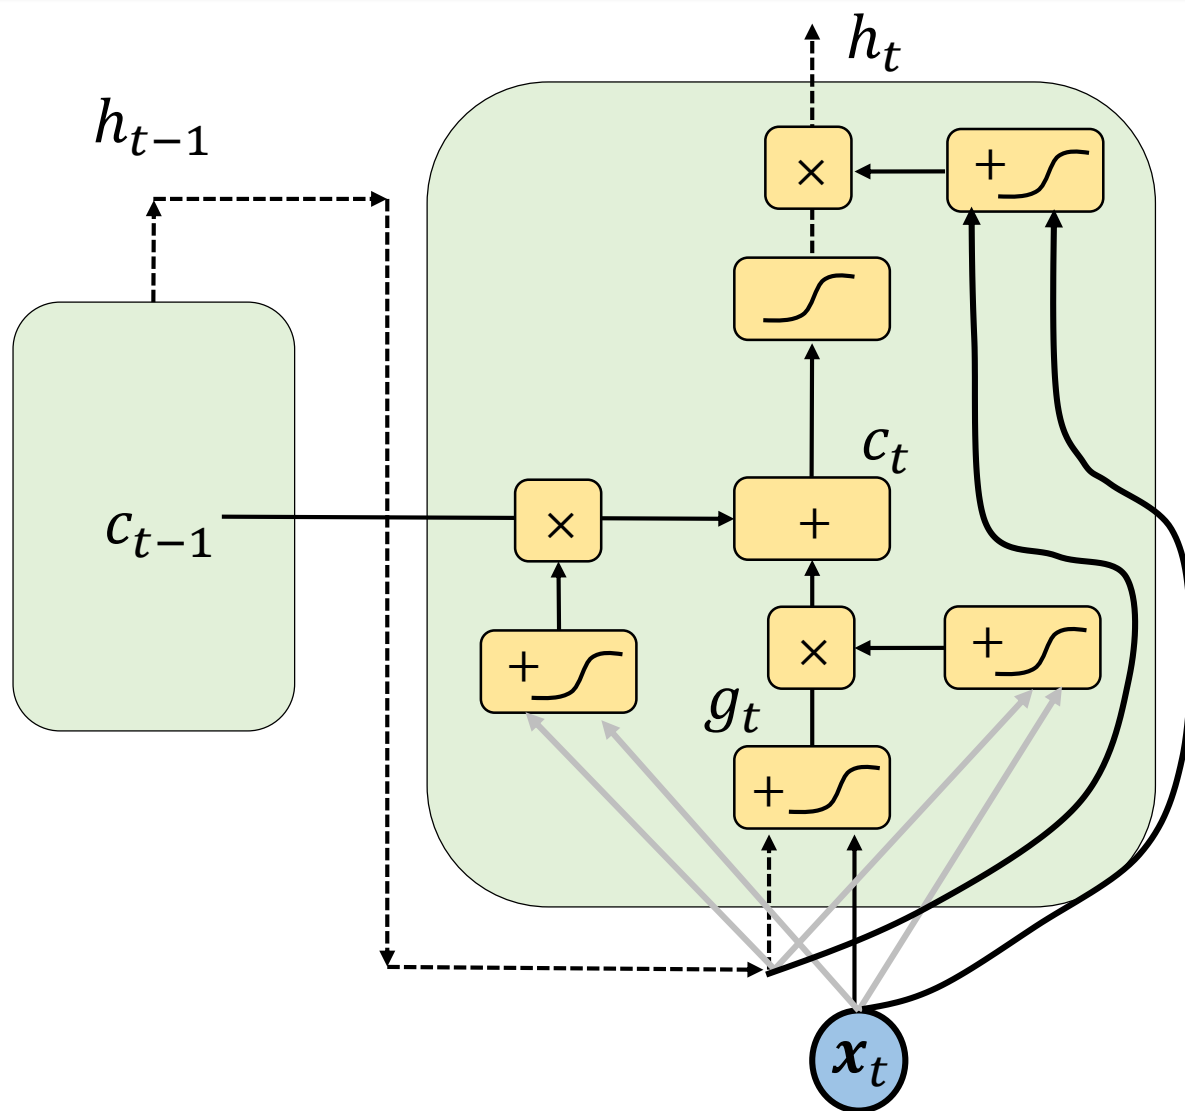 h_t
h_{t−1}
× +
c_t
c_{t−1} × +
× +
+
g_t
+
x_t